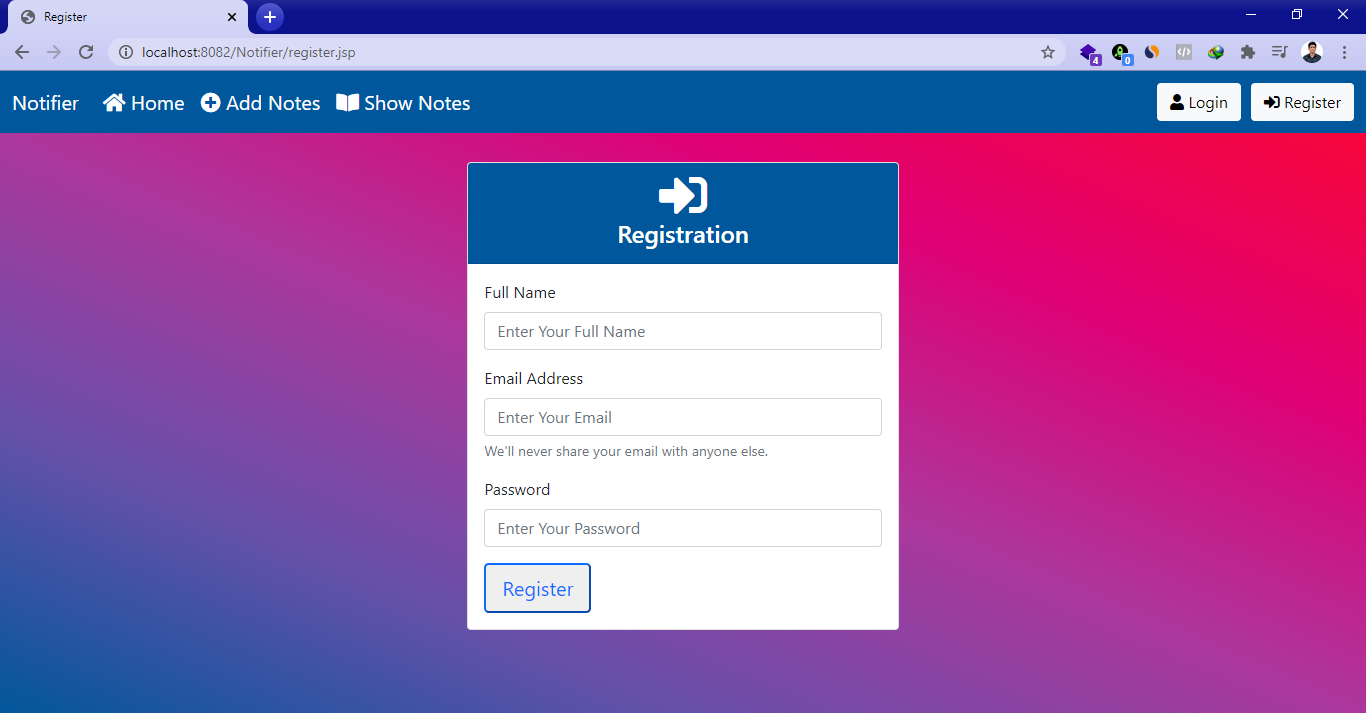 Register
localhost:8082/Notifier/register.jsp
4
0
Notifier Home Add Notes Show Notes Login Register
Registration
Full Name
Enter Your Full Name
Email Address
Enter Your Email
We'll never share your email with anyone else.
Password
Enter Your Password
Register